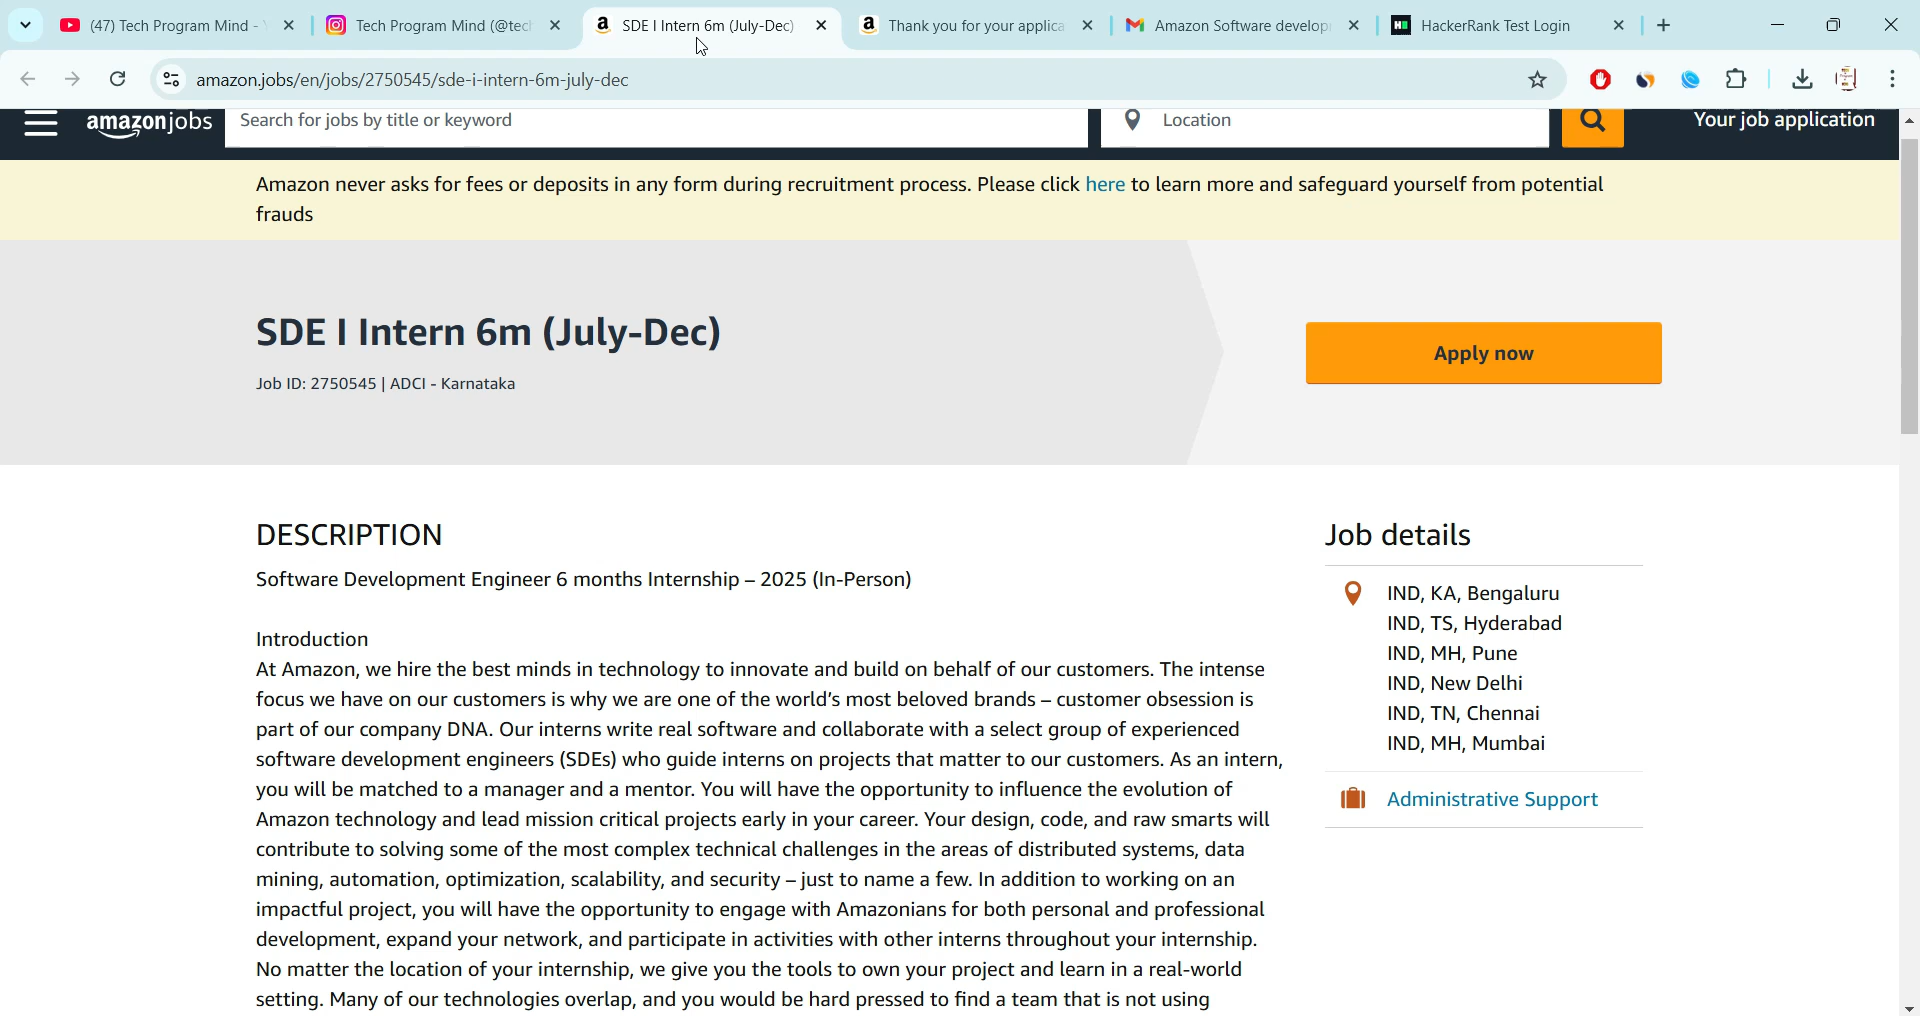 (47) Tech Program Mind -
Tech Program Mind (@tech
SDE I Intern 6m (July-Dec)
Thank you for your applica
Amazon Software develop
HackerRank Test Login
amazon.jobs/en/jobs/2750545/sde-i-intern-6m-july-dec
amazon jobs
Search for jobs by title or keyword
Location
Your job application
Amazon never asks for fees or deposits in any form during recruitment process. Please click here to learn more and safeguard yourself from potential
frauds
SDE I Intern 6m (July-Dec)
Job ID: 2750545 | ADCI - Karnataka
Apply now
DESCRIPTION
Software Development Engineer 6 months Internship – 2025 (In-Person)
Introduction
At Amazon, we hire the best minds in technology to innovate and build on behalf of our customers. The intense
focus we have on our customers is why we are one of the world's most beloved brands – customer obsession is
part of our company DNA. Our interns write real software and collaborate with a select group of experienced
software development engineers (SDEs) who guide interns on projects that matter to our customers. As an intern,
you will be matched to a manager and a mentor. You will have the opportunity to influence the evolution of
Amazon technology and lead mission critical projects early in your career. Your design, code, and raw smarts will
contribute to solving some of the most complex technical challenges in the areas of distributed systems, data
mining, automation, optimization, scalability, and security – just to name a few. In addition to working on an
impactful project, you will have the opportunity to engage with Amazonians for both personal and professional
development, expand your network, and participate in activities with other interns throughout your internship.
No matter the location of your internship, we give you the tools to own your project and learn in a real-world
setting. Many of our technologies overlap, and you would be hard pressed to find a team that is not using
Job details
IND, KA, Bengaluru
IND, TS, Hyderabad
IND, MH, Pune
IND, New Delhi
IND, TN, Chennai
IND, MH, Mumbai
Administrative Support